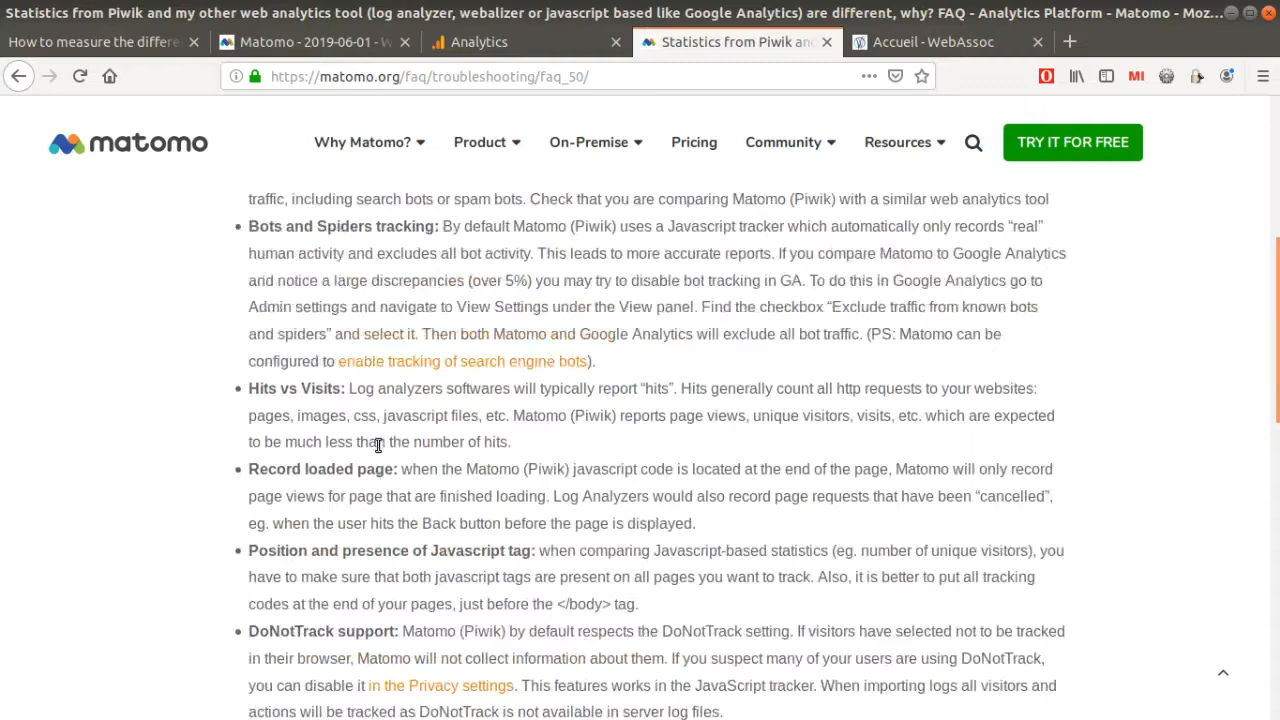 Statistics from Piwik and my other web analytics tool (log analyzer, webalizer or javascript based like Google Analytics) are different, why? FAQ - Analytics Platform - Matomo - Moz...
How to measure the differe
Matomo - 2019-06-01 - W
Analytics
Statistics from Piwik an
Accueil - WebAssoc
https://matomo.org/faq/troubleshooting/faq_50/
MI
matomo
Why Matomo?
Product
On-Premise
Pricing
Community
Resources
TRY IT FOR FREE
traffic, including search bots or spam bots. Check that you are comparing Matomo (Piwik) with a similar web analytics tool
Bots and Spiders tracking: By default Matomo (Piwik) uses a Javascript tracker which automatically only records “real”
human activity and excludes all bot activity. This leads to more accurate reports. If you compare Matomo to Google Analytics
and notice a large discrepancies (over 5%) you may try to disable bot tracking in GA. To do this in Google Analytics go to
Admin settings and navigate to View Settings under the View panel. Find the checkbox “Exclude traffic from known bots
and spiders” and select it. Then both Matomo and Google Analytics will exclude all bot traffic. (PS: Matomo can be
configured to enable tracking of search engine bots).
Hits vs Visits: Log analyzers softwares will typically report “hits”. Hits generally count all http requests to your websites:
pages, images, css, javascript files, etc. Matomo (Piwik) reports page views, unique visitors, visits, etc. which are expected
to be much less than the number of hits.
Record loaded page: when the Matomo (Piwik) javascript code is located at the end of the page, Matomo will only record
page views for page that are finished loading. Log Analyzers would also record page requests that have been “cancelled”,
eg. when the user hits the Back button before the page is displayed.
Position and presence of Javascript tag: when comparing Javascript-based statistics (eg. number of unique visitors), you
have to make sure that both javascript tags are present on all pages you want to track. Also, it is better to put all tracking
codes at the end of your pages, just before the </body> tag.
DoNotTrack support: Matomo (Piwik) by default respects the DoNotTrack setting. If visitors have selected not to be tracked
in their browser, Matomo will not collect information about them. If you suspect many of your users are using DoNotTrack,
you can disable it in the Privacy settings. This features works in the JavaScript tracker. When importing logs all visitors and
actions will be tracked as DoNotTrack is not available in server log files.